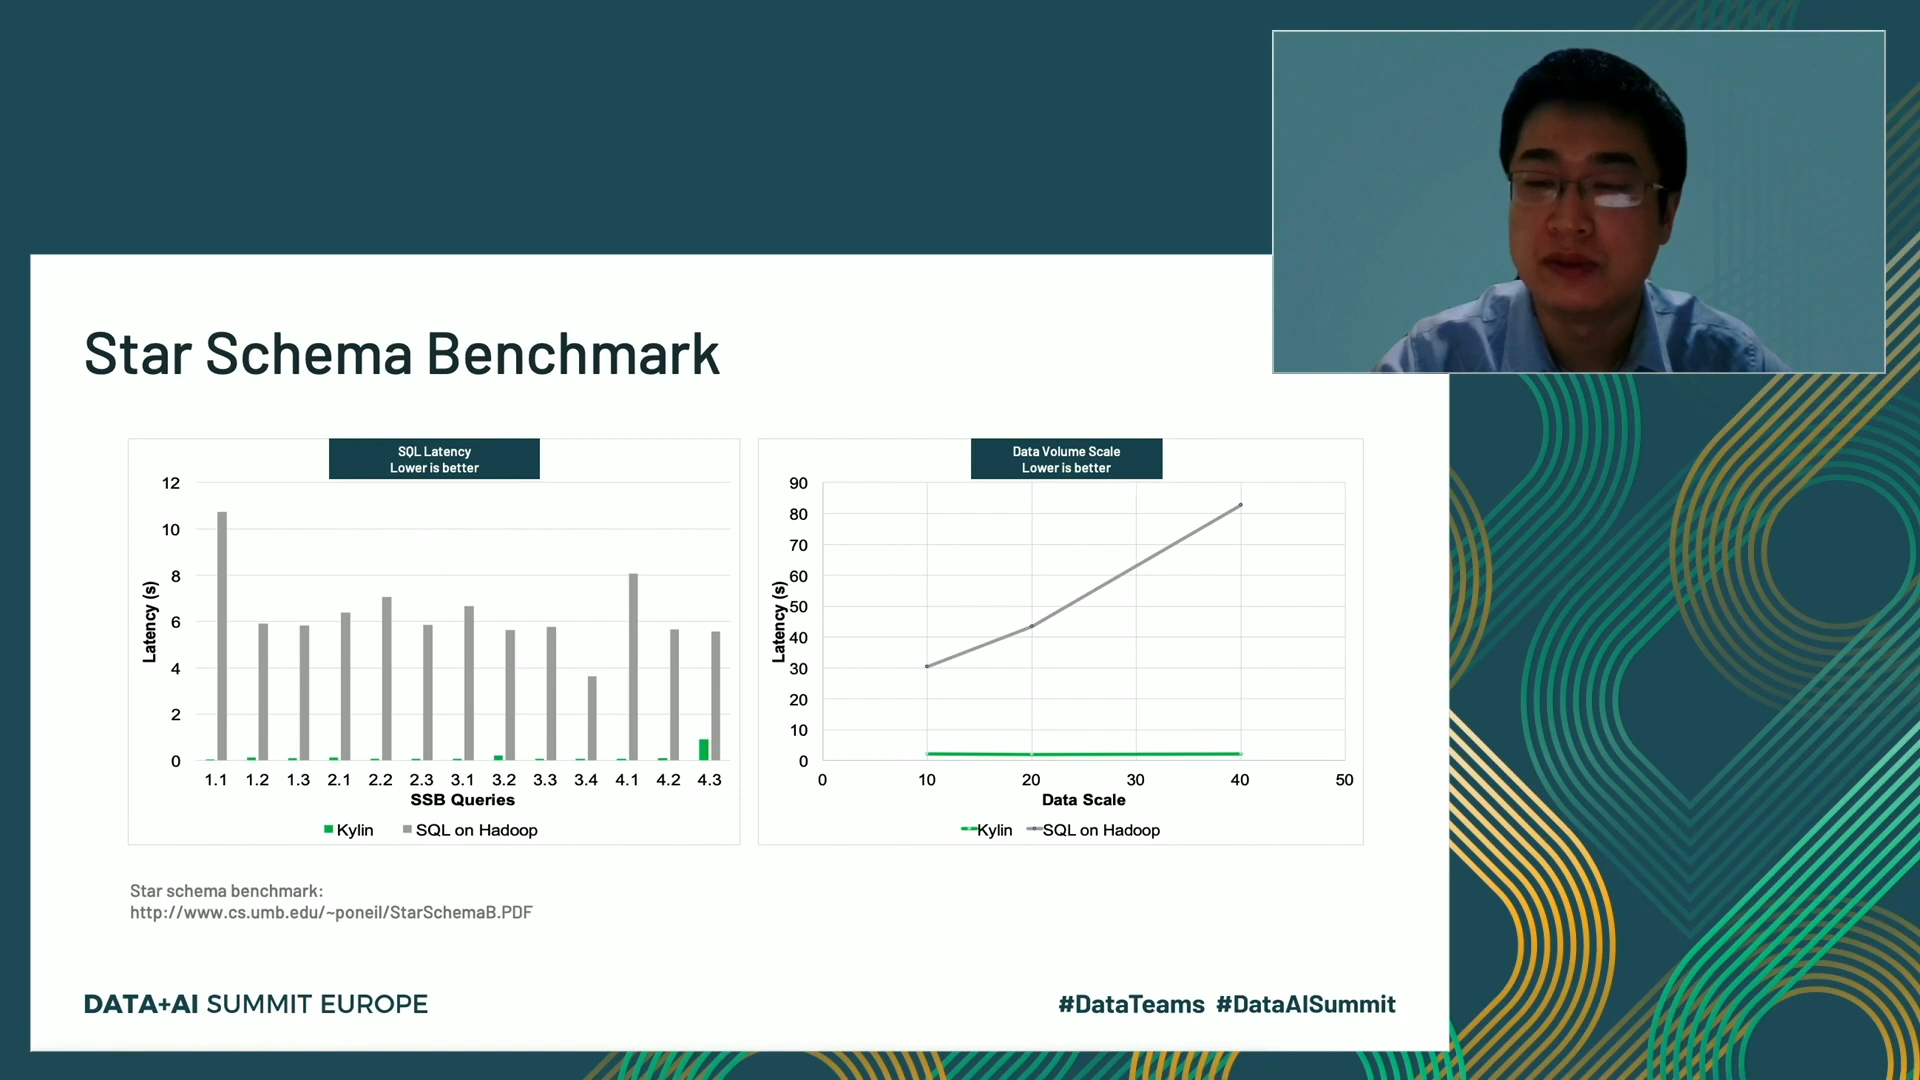 Star Schema Benchmark
SQL Latency
Lower is better
12
10
8
6
4
2
0
Latency (s)
1.1 1.2 1.3 2.1 2.2 2.3 3.1 3.2 3.3 3.4 4.1 4.2 4.3
SSB Queries
Kylin SQL on Hadoop
Data Volume Scale
Lower is better
90
80
70
60
50
40
30
20
10
0
Latency (s)
0 10 20 30 40 50
Data Scale
Kylin SQL on Hadoop
Star schema benchmark:
http://www.cs.umb.edu/~poneil/StarSchemaB.PDF
DATA+AI SUMMIT EUROPE
#DataTeams #DataAISummit